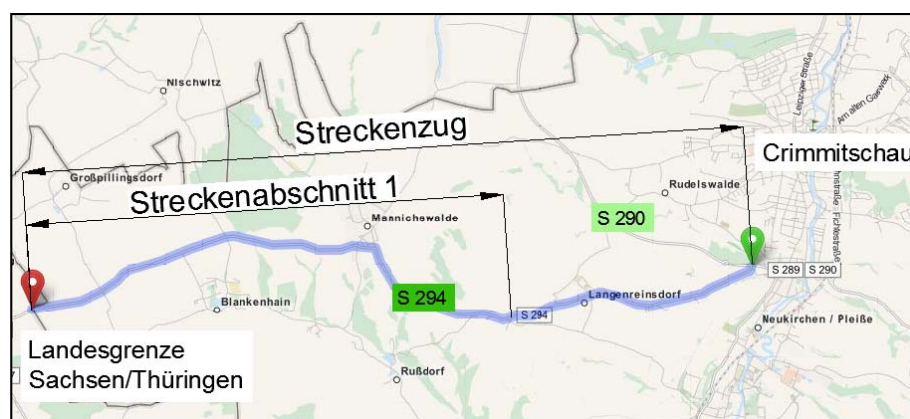 Nischwitz
Leipziger Straße
Am alten Gaswerk
Streckenzug
Crimmitschau
Großpillingsdorf
Streckenabschnitt 1
Rudelswalde
Mannichswalde
S 290
Fichtestraße
S 289
S 290
S 294
Blankenhain
S 294
Langenreinsdorf
Neukirchen / Pleiße
Landesgrenze
Sachsen/Thüringen
Rußdorf